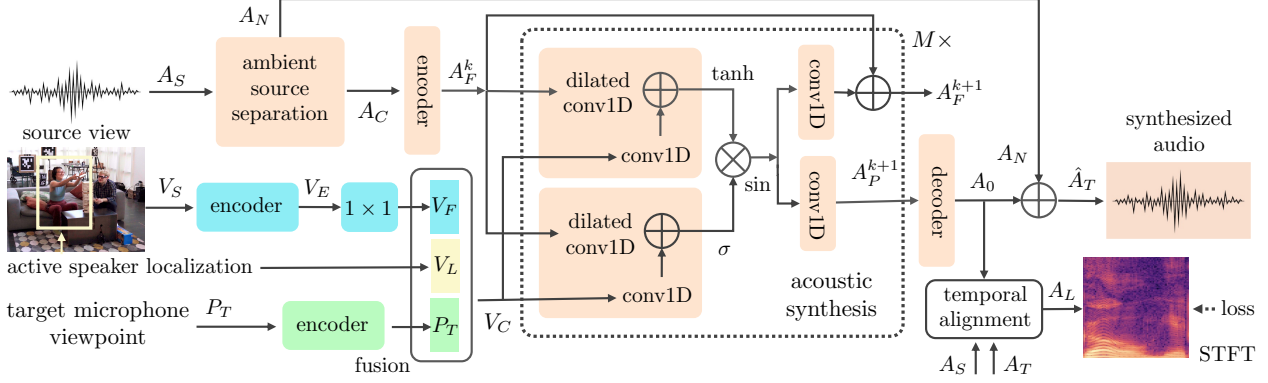 A_N
A_S
ambient
source
separation
A_C
encoder
A_F^k
source view
V_S
encoder
V_E
1 × 1
V_F
active speaker localization
V_L
target microphone
viewpoint
P_T
encoder
P_T
fusion
V_C
dilated
conv1D
conv1D
tanh
dilated
conv1D
conv1D
σ
sin
conv1D
conv1D
M×
A_F^{k+1}
A_P^{k+1}
acoustic
synthesis
decoder
A_0
A_N
Â_T
synthesized
audio
temporal
alignment
A_S
A_T
A_L
loss
STFT